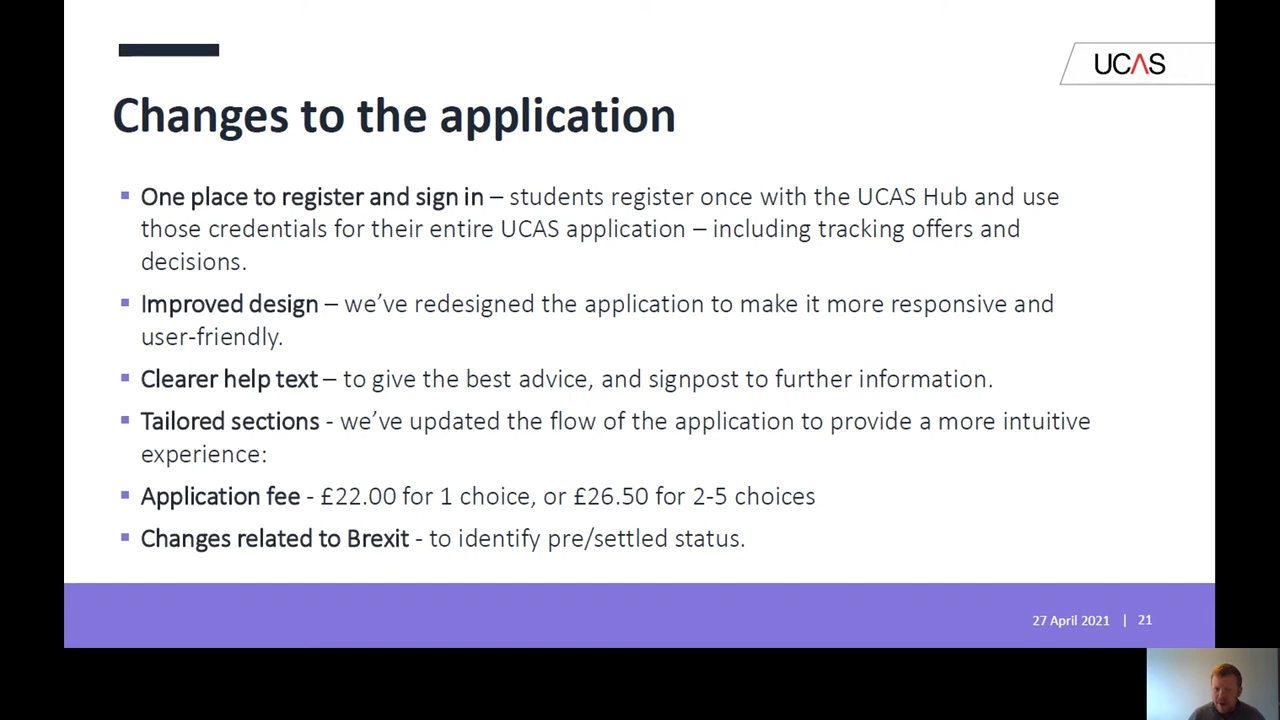 UCAS
Changes to the application
One place to register and sign in – students register once with the UCAS Hub and use
those credentials for their entire UCAS application – including tracking offers and
decisions.
Improved design – we’ve redesigned the application to make it more responsive and
user-friendly.
Clearer help text – to give the best advice, and signpost to further information.
Tailored sections - we’ve updated the flow of the application to provide a more intuitive
experience:
Application fee - £22.00 for 1 choice, or £26.50 for 2-5 choices
Changes related to Brexit - to identify pre/settled status.
27 April 2021 | 21